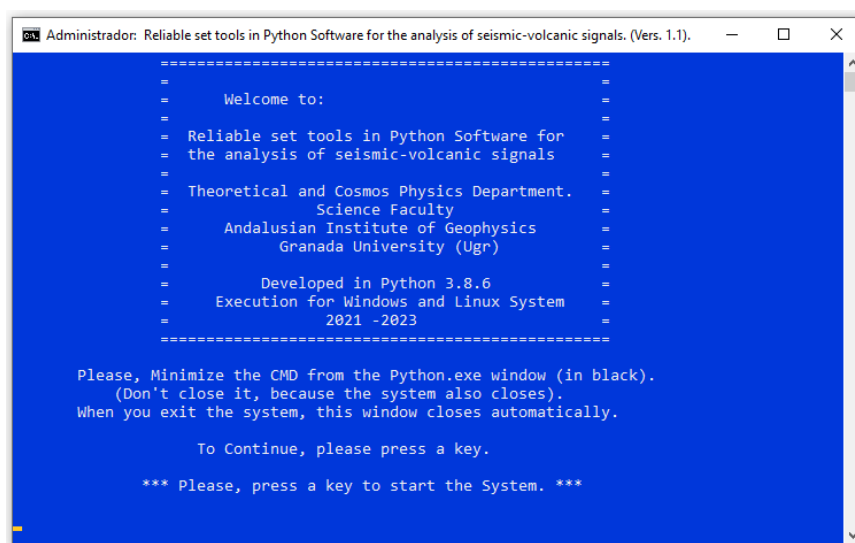 Administrador: Reliable set tools in Python Software for the analysis of seismic-volcanic signals. (Vers. 1.1).
=================================================
= =
= Welcome to: =
= =
= Reliable set tools in Python Software for =
= the analysis of seismic-volcanic signals =
= =
= Theoretical and Cosmos Physics Department. =
= Science Faculty =
= Andalusian Institute of Geophysics =
= Granada University (Ugr) =
= =
= Developed in Python 3.8.6 =
= Execution for Windows and Linux System =
= 2021 -2023 =
=================================================
Please, Minimize the CMD from the Python.exe window (in black).
(Don't close it, because the system also closes).
When you exit the system, this window closes automatically.
To Continue, please press a key.
*** Please, press a key to start the System. ***